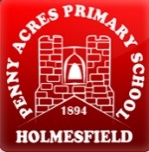 PENNY ACRES PRIMARY SCHOOL
1894
HOLMESFIELD